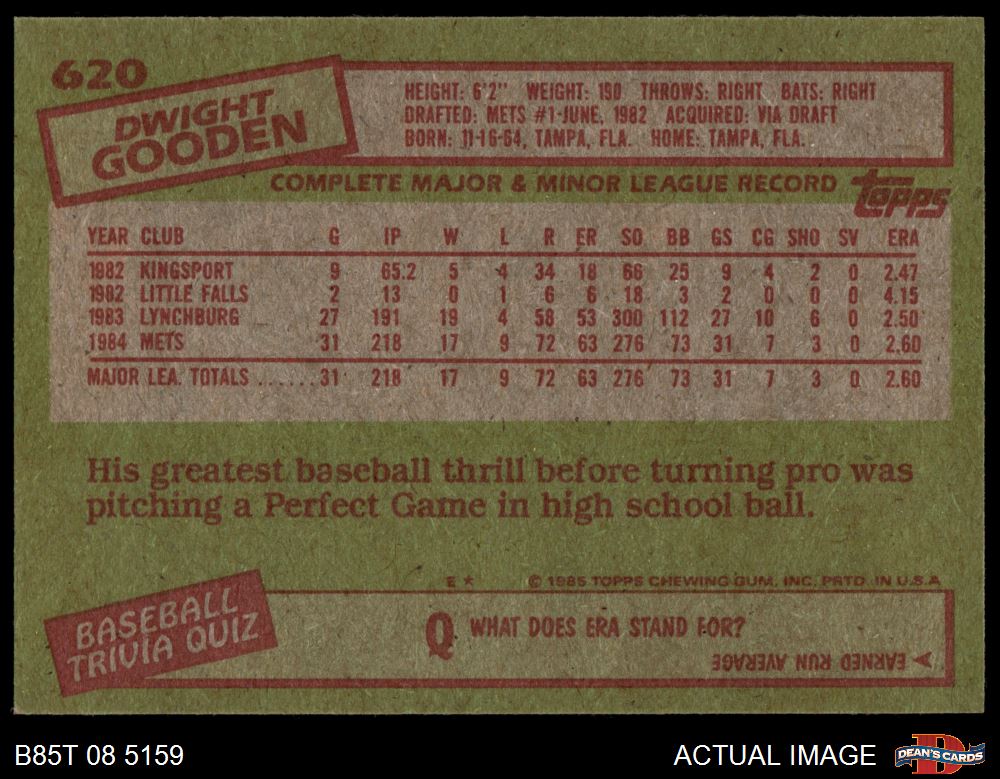 620
DWIGHT
GOODEN
HEIGHT: 6'2" WEIGHT: 190 THROWS: RIGHT BATS: RIGHT
DRAFTED: METS #1-JUNE, 1982 ACQUIRED: VIA DRAFT
BORN: 11-16-64, TAMPA, FLA. HOME: TAMPA, FLA.
COMPLETE MAJOR & MINOR LEAGUE RECORD
topps
YEAR CLUB G IP W L R ER SO BB GS CG SHO SV ERA
1982 KINGSPORT 9 65.2 5 4 34 18 66 25 9 4 2 0 2.47
1982 LITTLE FALLS 2 13 0 1 6 6 18 3 2 0 0 0 4.15
1983 LYNCHBURG 27 191 19 4 58 53 300 112 27 10 6 0 2.50
1984 METS 31 218 17 9 72 63 276 73 31 7 3 0 2.60
MAJOR LEA. TOTALS ......31 218 17 9 72 63 276 73 31 7 3 0 2.60
His greatest baseball thrill before turning pro was
pitching a Perfect Game in high school ball.
E★ © 1985 TOPPS CHEWING GUM, INC. PRTD. IN U.S.A
BASEBALL
TRIVIA QUIZ
Q WHAT DOES ERA STAND FOR?
EARNED RUN AVERAGE
B85T 08 5159
ACTUAL IMAGE
D
DEAN'S CARDS